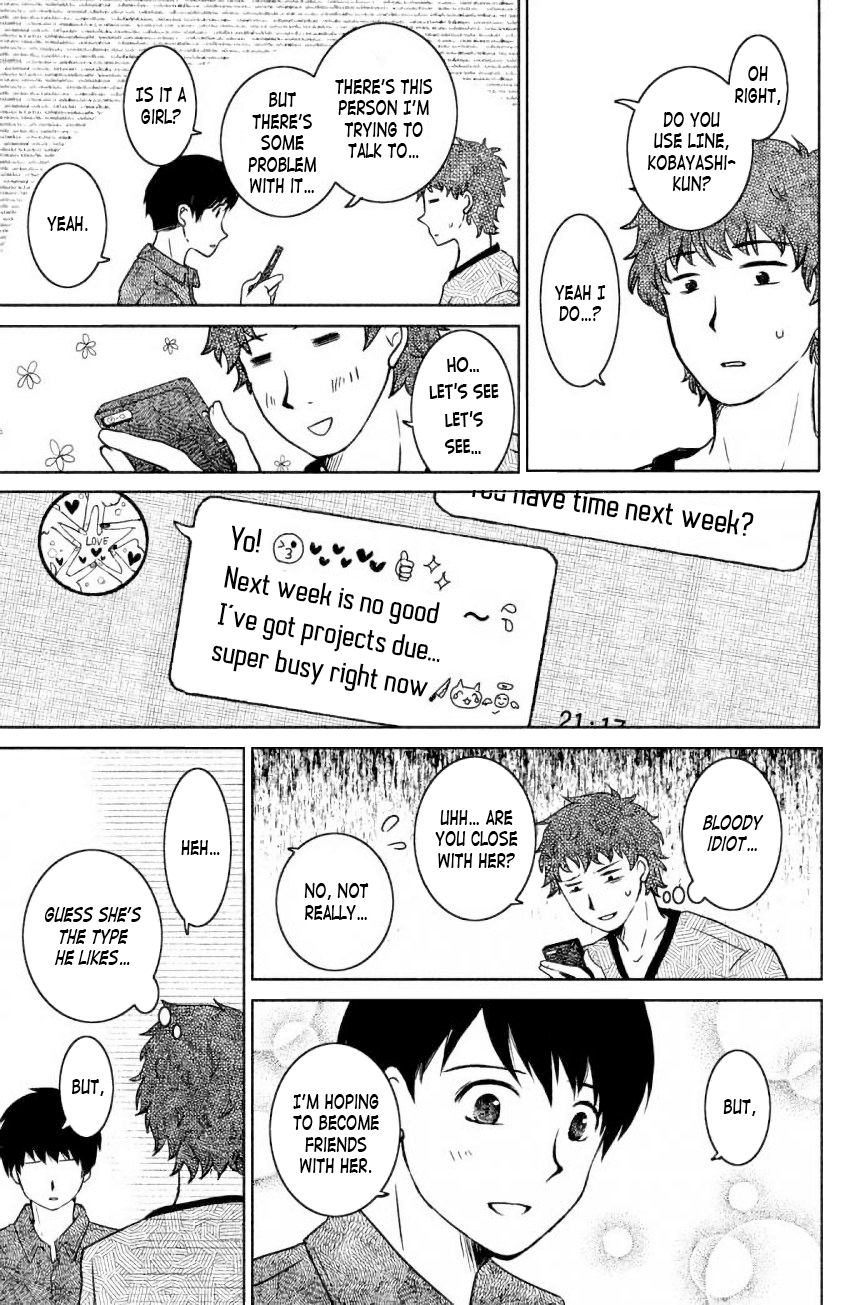 OH
RIGHT,
DO YOU
USE LINE,
KOBAYASHI-
KUN?
YEAH I
DO...?
THERE'S THIS
PERSON I'M
TRYING TO
TALK TO...
BUT
THERE'S
SOME
PROBLEM
WITH IT...
IS IT A
GIRL?
YEAH.
HO...
LET'S SEE
LET'S
SEE...
You have time next week?
LOVE
Yo!
Next week is no good
I've got projects due...
super busy right now
21:17
BLOODY
IDIOT...
UHH... ARE
YOU CLOSE
WITH HER?
NO, NOT
REALLY...
HEH...
GUESS SHE'S
THE TYPE
HE LIKES...
BUT,
BUT,
I'M HOPING
TO BECOME
FRIENDS
WITH HER.